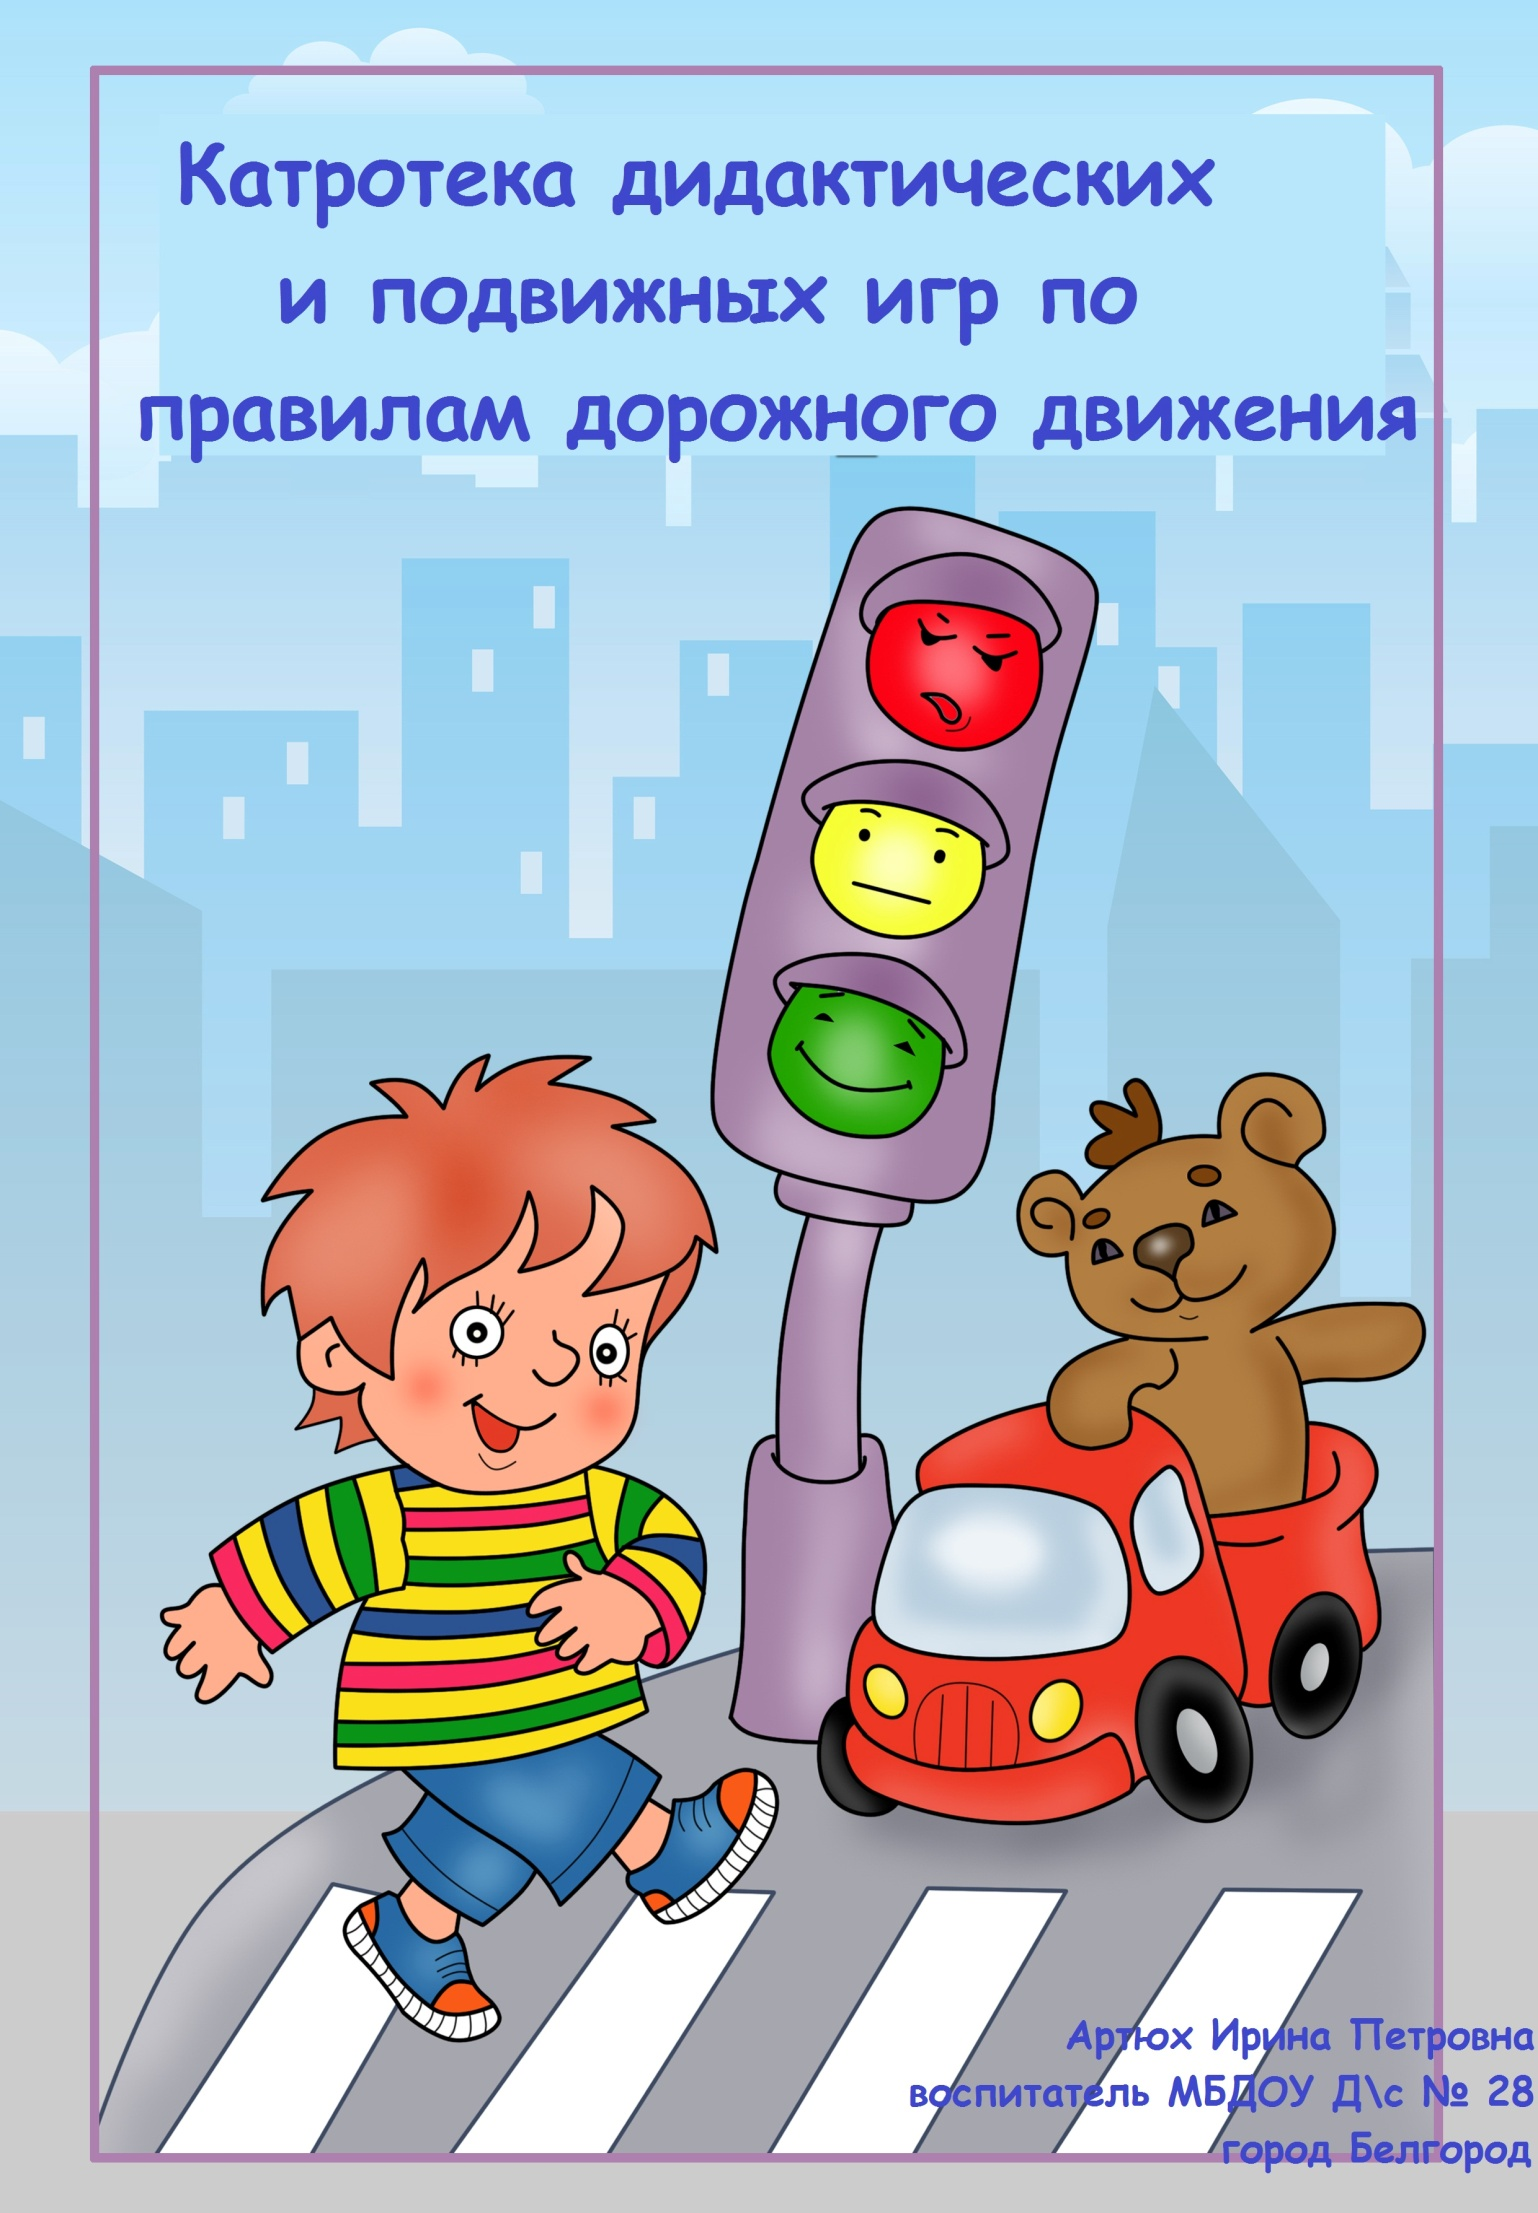 Катротека дидактических
и подвижных игр по
правилам дорожного движения
Артюх Ирина Петровна
воспитатель МБДОУ Д\с № 28
город Белгород